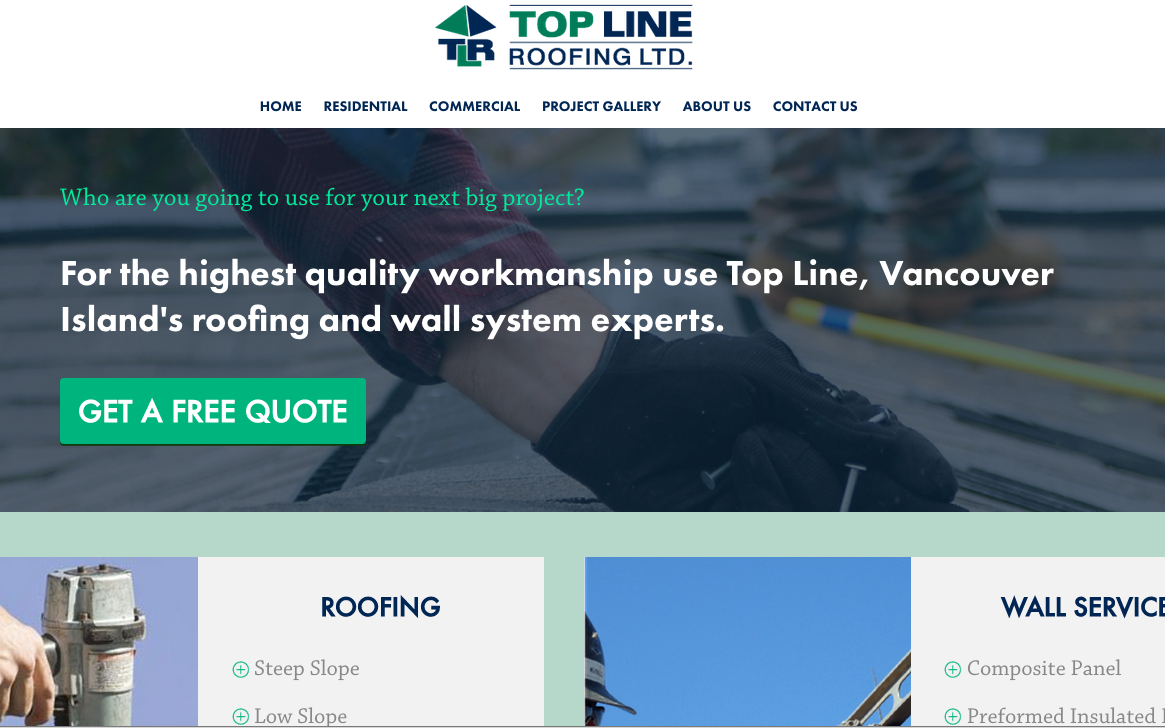 TOP LINE
TLR
ROOFING LTD.
HOME RESIDENTIAL COMMERCIAL PROJECT GALLERY ABOUT US CONTACT US
Who are you going to use for your next big project?
For the highest quality workmanship use Top Line, Vancouver
Island's roofing and wall system experts.
GET A FREE QUOTE
ROOFING
Steep Slope
Low Slope
WALL SERVICE
Composite Panel
Preformed Insulated